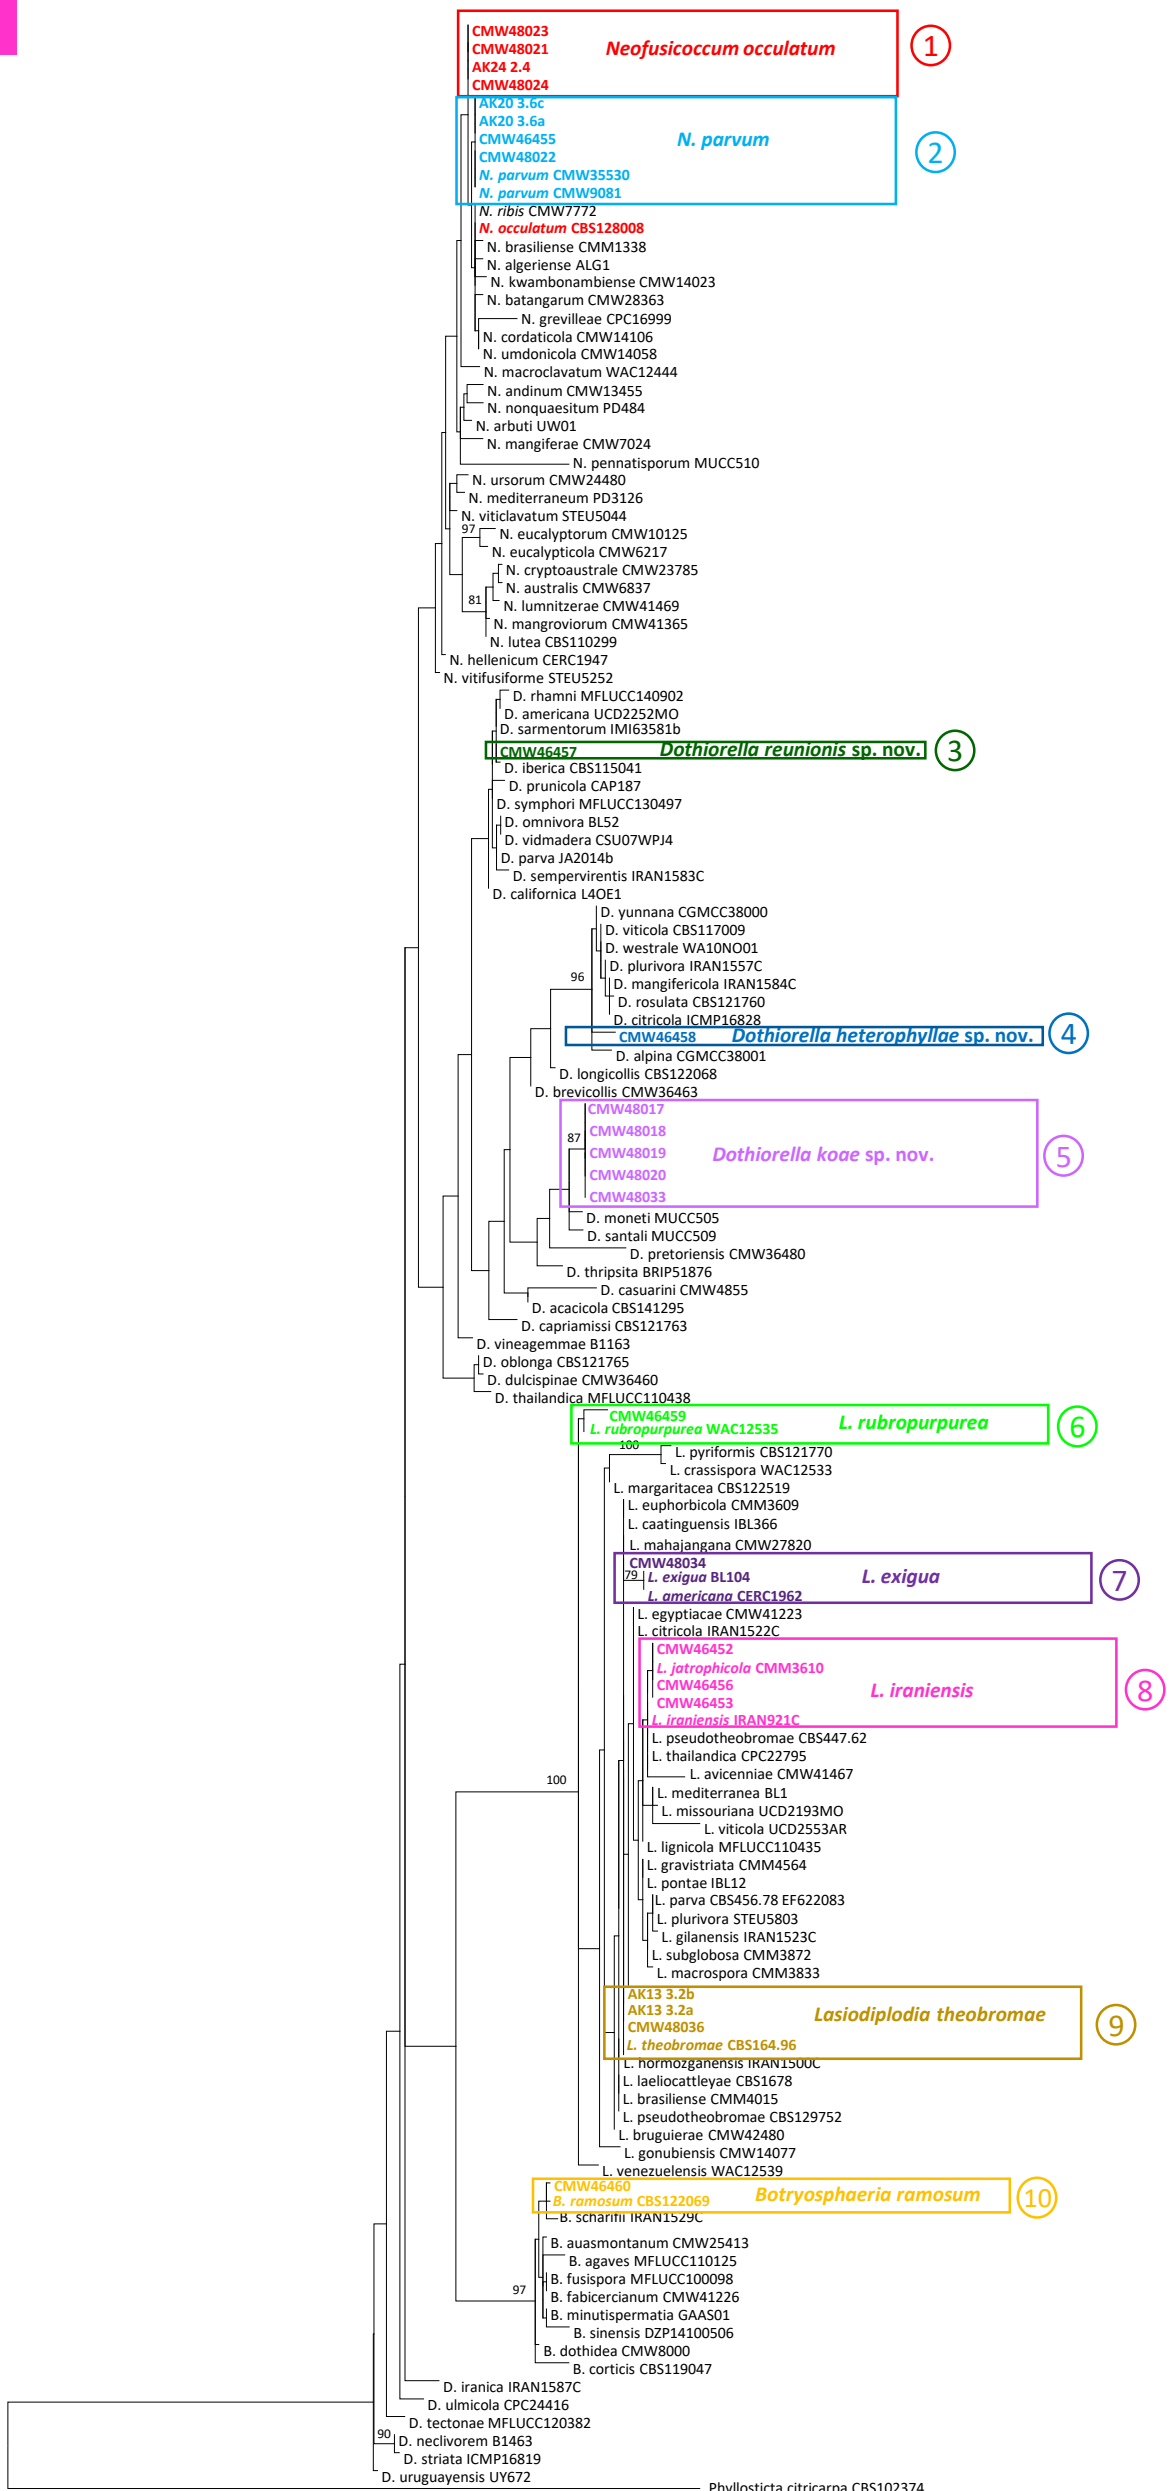 CMW48023
CMW48021
AK24 2.4
CMW48024
Neofusicoccum occulatum
1
AK20 3.6c
AK20 3.6a
CMW46455
CMW48022
N. parvum CMW35530
N. parvum CMW9081
N. parvum
2
N. ribis CMW7772
N. occulatum CBS128008
N. brasiliense CMM1338
N. algeriense ALG1
N. kwambonambiense CMW14023
N. batangarum CMW28363
N. grevilleae CPC16999
N. cordaticola CMW14106
N. umdonicola CMW14058
N. macroclavatum WAC12444
N. andinum CMW13455
N. nonquaesitum PD484
N. arbuti UW01
N. mangiferae CMW7024
N. pennatisporum MUCC510
N. ursorum CMW24480
N. mediterraneum PD3126
N. viticlavatum STEU5044
97
N. eucalyptorum CMW10125
N. eucalypticola CMW6217
N. cryptoaustrale CMW23785
N. australis CMW6837
81
N. lumnitzerae CMW41469
N. mangroviorum CMW41365
N. lutea CBS110299
N. hellenicum CERC1947
N. vitifusiforme STEU5252
D. rhamni MFLUCC140902
D. americana UCD2252MO
D. sarmentorum IMI63581b
CMW46457
Dothiorella reunionis sp. nov.
3
D. iberica CBS115041
D. prunicola CAP187
D. symphori MFLUCC130497
D. omnivora BL52
D. vidmadera CSU07WPJ4
D. parva JA2014b
D. sempervirentis IRAN1583C
D. californica L4OE1
D. yunnana CGMCC38000
D. viticola CBS117009
D. westrale WA10NO01
D. plurivora IRAN1557C
96
D. mangifericola IRAN1584C
D. rosulata CBS121760
D. citricola ICMP16828
CMW46458
Dothiorella heterophyllae sp. nov.
4
D. alpina CGMCC38001
D. longicollis CBS122068
D. brevicollis CMW36463
CMW48017
CMW48018
87
CMW48019
CMW48020
CMW48033
Dothiorella koae sp. nov.
5
D. moneti MUCC505
D. santali MUCC509
D. pretoriensis CMW36480
D. thripsita BRIP51876
D. casuarini CMW4855
D. acacicola CBS141295
D. capriamissi CBS121763
D. vineagemmae B1163
D. oblonga CBS121765
D. dulcispinae CMW36460
D. thailandica MFLUCC110438
CMW46459
L. rubropurpurea WAC12535
L. rubropurpurea
6
100
L. pyriformis CBS121770
L. crassispora WAC12533
L. margaritacea CBS122519
L. euphorbicola CMM3609
L. caatinguensis IBL366
L. mahajangana CMW27820
CMW48034
79
L. exigua BL104
L. americana CERC1962
L. exigua
7
L. egyptiacae CMW41223
L. citricola IRAN1522C
CMW46452
L. jatrophicola CMM3610
CMW46456
CMW46453
L. iraniensis IRAN921C
L. iraniensis
8
L. pseudotheobromae CBS447.62
L. thailandica CPC22795
L. avicenniae CMW41467
100
L. mediterranea BL1
L. missouriana UCD2193MO
L. viticola UCD2553AR
L. lignicola MFLUCC110435
L. gravistriata CMM4564
L. pontae IBL12
L. parva CBS456.78 EF622083
L. plurivora STEU5803
L. gilanensis IRAN1523C
L. subglobosa CMM3872
L. macrospora CMM3833
AK13 3.2b
AK13 3.2a
CMW48036
L. theobromae CBS164.96
Lasiodiplodia theobromae
9
L. hormozganensis IRAN1500C
L. laeliocattleyae CBS1678
L. brasiliense CMM4015
L. pseudotheobromae CBS129752
L. bruguierae CMW42480
L. gonubiensis CMW14077
L. venezuelensis WAC12539
CMW46460
B. ramosum CBS122069
Botryosphaeria ramosum
10
B. scharifii IRAN1529C
B. auasmontanum CMW25413
B. agaves MFLUCC110125
B. fusispora MFLUCC100098
97
B. fabicercianum CMW41226
B. minutispermatia GAAS01
B. sinensis DZP14100506
B. dothidea CMW8000
B. corticis CBS119047
D. iranica IRAN1587C
D. ulmicola CPC24416
D. tectonae MFLUCC120382
90
D. neclivorem B1463
D. striata ICMP16819
D. uruguayensis UY672
Phyllosticta citricarpa CBS102374